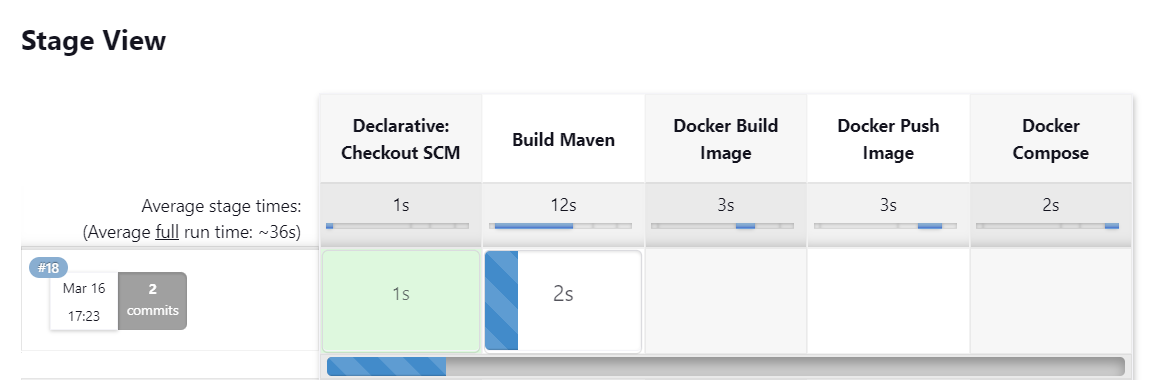 Stage View
Declarative:
Checkout SCM
Build Maven
Docker Build
Image
Docker Push
Image
Docker
Compose
Average stage times:
(Average full run time: ~36s)
1s
12s
3s
3s
2s
#18
Mar 16
17:23
2
commits
1s
2s